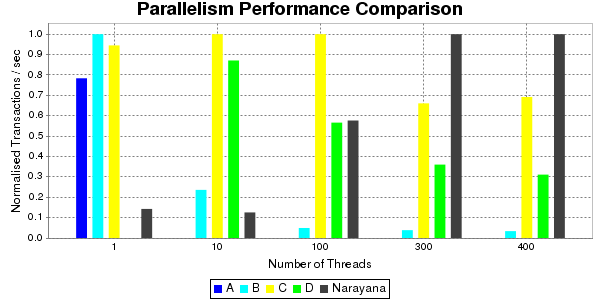 Parallelism Performance Comparison
Normalised Transactions / sec
1.0
0.9
0.8
0.7
0.6
0.5
0.4
0.3
0.2
0.1
0.0
1 10 100 300 400
Number of Threads
A B C D Narayana